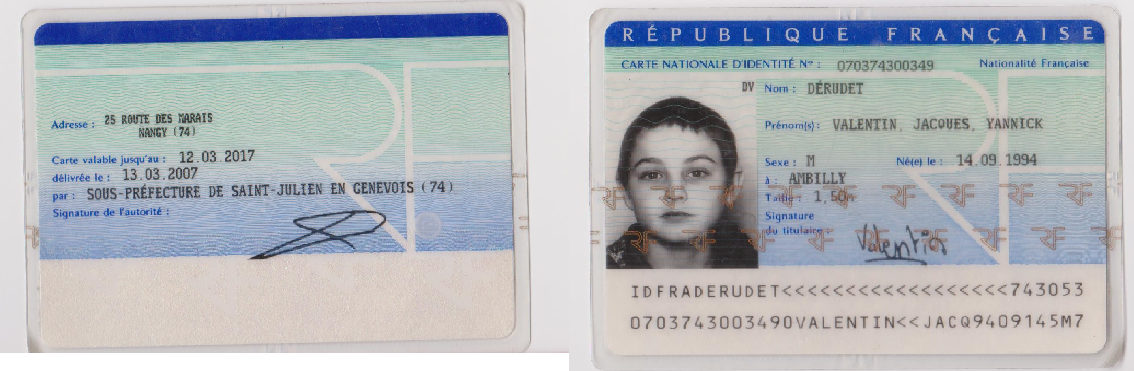 Adresse : 25 ROUTE DES MARAIS
NANGY (74)
Carte valable jusqu'au : 12.03.2017
délivrée le : 13.03.2007
par : SOUS-PRÉFECTURE DE SAINT-JULIEN EN GENEVOIS (74)
Signature de l'autorité :
RÉPUBLIQUE FRANÇAISE
CARTE NATIONALE D'IDENTITÉ N° : 070374300349 Nationalité Française
DV Nom : DÉRUDET
Prénom(s) : VALENTIN, JACQUES, YANNICK
Sexe : M Né(e) le : 14.09.1994
à : AMBILLY
Taille : 1,50m
Signature
du titulaire
Valentin
IDFRADERUDET<<<<<<<<<<<<<<<<<<743053
0703743003490VALENTIN<<JACQ9409145M7